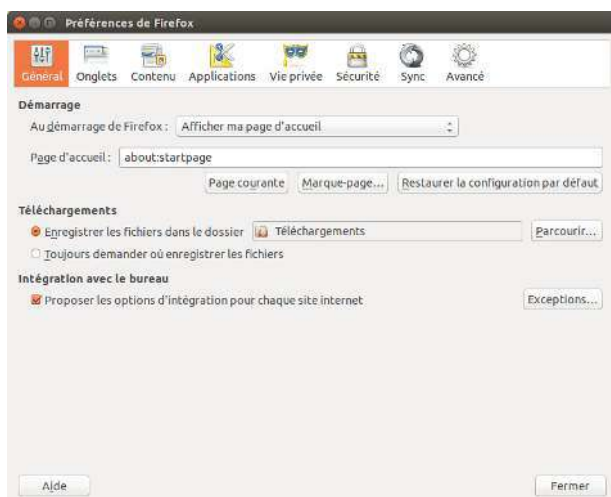 Préférences de Firefox
Général Onglets Contenu Applications Vie privée Sécurité Sync Avancé
Démarrage
Au démarrage de Firefox : Afficher ma page d'accueil
Page d'accueil : about:startpage
Page courante Marque-page... Restaurer la configuration par défaut
Téléchargements
Enregistrer les fichiers dans le dossier Téléchargements Parcourir...
Toujours demander où enregistrer les fichiers
Intégration avec le bureau
Proposer les options d'intégration pour chaque site internet Exceptions...
Aide Fermer